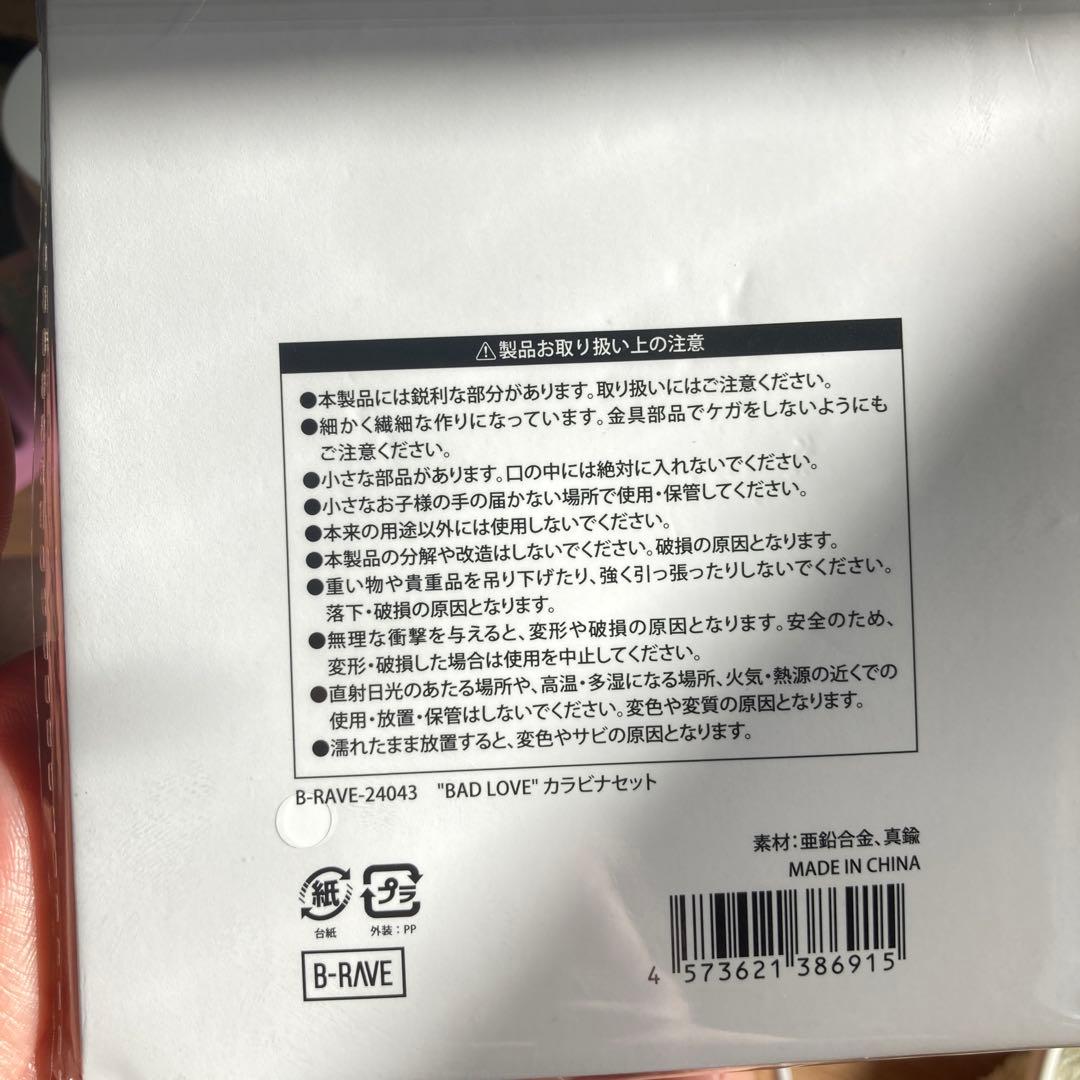 ⚠製品お取り扱い上の注意
●本製品には鋭利な部分があります。取り扱いにはご注意ください。
●細かく繊細な作りになっています。金具部品でケガをしないようにも
ご注意ください。
●小さな部品があります。口の中には絶対に入れないでください。
●小さなお子様の手の届かない場所で使用・保管してください。
●本来の用途以外には使用しないでください。
●本製品の分解や改造はしないでください。破損の原因となります。
●重い物や貴重品を吊り下げたり、強く引っ張ったりしないでください。
落下・破損の原因となります。
●無理な衝撃を与えると、変形や破損の原因となります。安全のため、
変形・破損した場合は使用を中止してください。
●直射日光のあたる場所や、高温・多湿になる場所、火気・熱源の近くでの
使用・放置・保管はしないでください。変色や変質の原因となります。
●濡れたまま放置すると、変色やサビの原因となります。
B-RAVE-24043 "BAD LOVE" カラビナセット
素材：亜鉛合金、真鍮
MADE IN CHINA
紙 プラ
台紙 外装：PP
B-RAVE
4 573621 386915